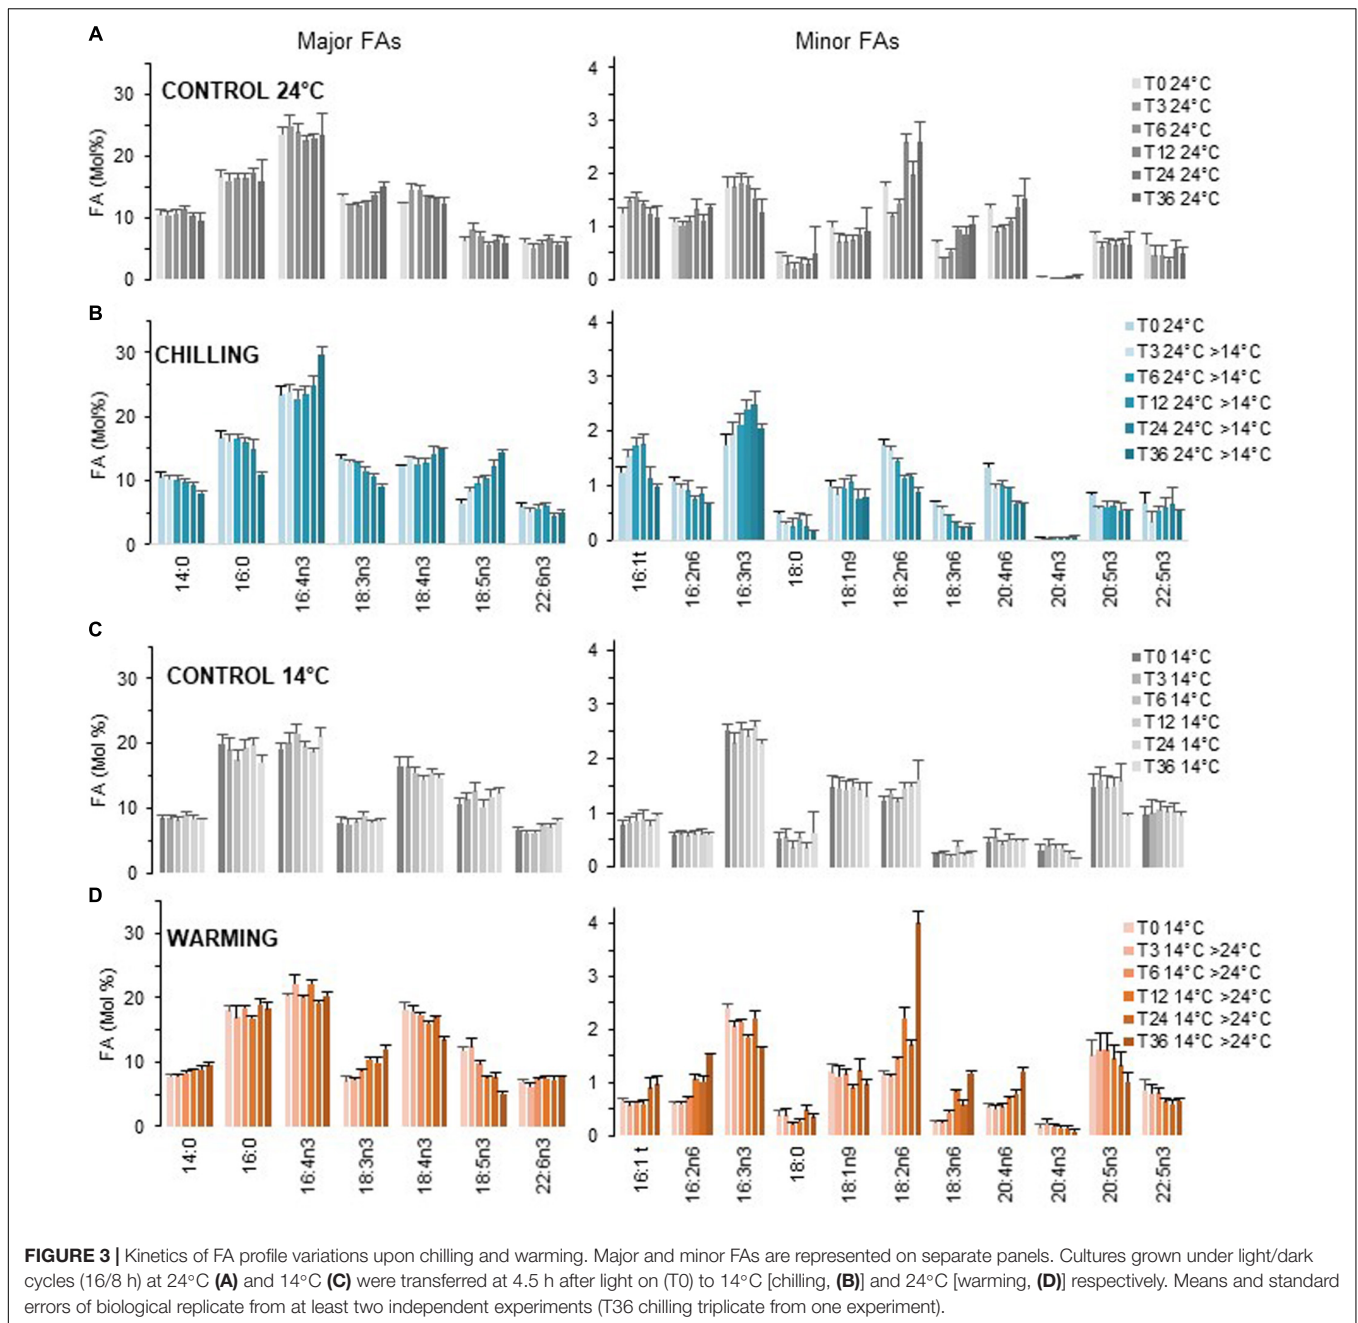 A
Major FAs
Minor FAs
CONTROL 24°C
FA (Mol%)
30
20
10
0
4
3
2
1
0
T0 24°C
T3 24°C
T6 24°C
T12 24°C
T24 24°C
T36 24°C
B
CHILLING
FA (Mol%)
30
20
10
0
4
3
2
1
0
T0 24°C
T3 24°C >14°C
T6 24°C >14°C
T12 24°C >14°C
T24 24°C >14°C
T36 24°C >14°C
14:0
16:0
16:4n3
18:3n3
18:4n3
18:5n3
22:6n3
16:1t
16:2n6
16:3n3
18:0
18:1n9
18:2n6
18:3n6
20:4n6
20:4n3
20:5n3
22:5n3
C
CONTROL 14°C
FA (Mol %)
30
20
10
0
4
3
2
1
0
T0 14°C
T3 14°C
T6 14°C
T12 14°C
T24 14°C
T36 14°C
D
WARMING
FA (Mol %)
30
20
10
0
4
3
2
1
0
T0 14°C
T3 14°C >24°C
T6 14°C >24°C
T12 14°C >24°C
T24 14°C >24°C
T36 14°C >24°C
14:0
16:0
16:4n3
18:3n3
18:4n3
18:5n3
22:6n3
16:1 t
16:2n6
16:3n3
18:0
18:1n9
18:2n6
18:3n6
20:4n6
20:4n3
20:5n3
22:5n3
FIGURE 3 | Kinetics of FA profile variations upon chilling and warming. Major and minor FAs are represented on separate panels. Cultures grown under light/dark
cycles (16/8 h) at 24°C (A) and 14°C (C) were transferred at 4.5 h after light on (T0) to 14°C [chilling, (B)] and 24°C [warming, (D)] respectively. Means and standard
errors of biological replicate from at least two independent experiments (T36 chilling triplicate from one experiment).